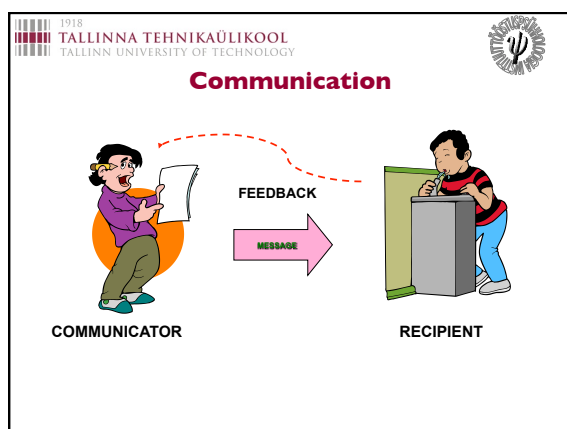 1918
TALLINNA TEHNIKAÜLIKOOL
TALLINN UNIVERSITY OF TECHNOLOGY
Communication
FEEDBACK
MESSAGE
COMMUNICATOR
RECIPIENT